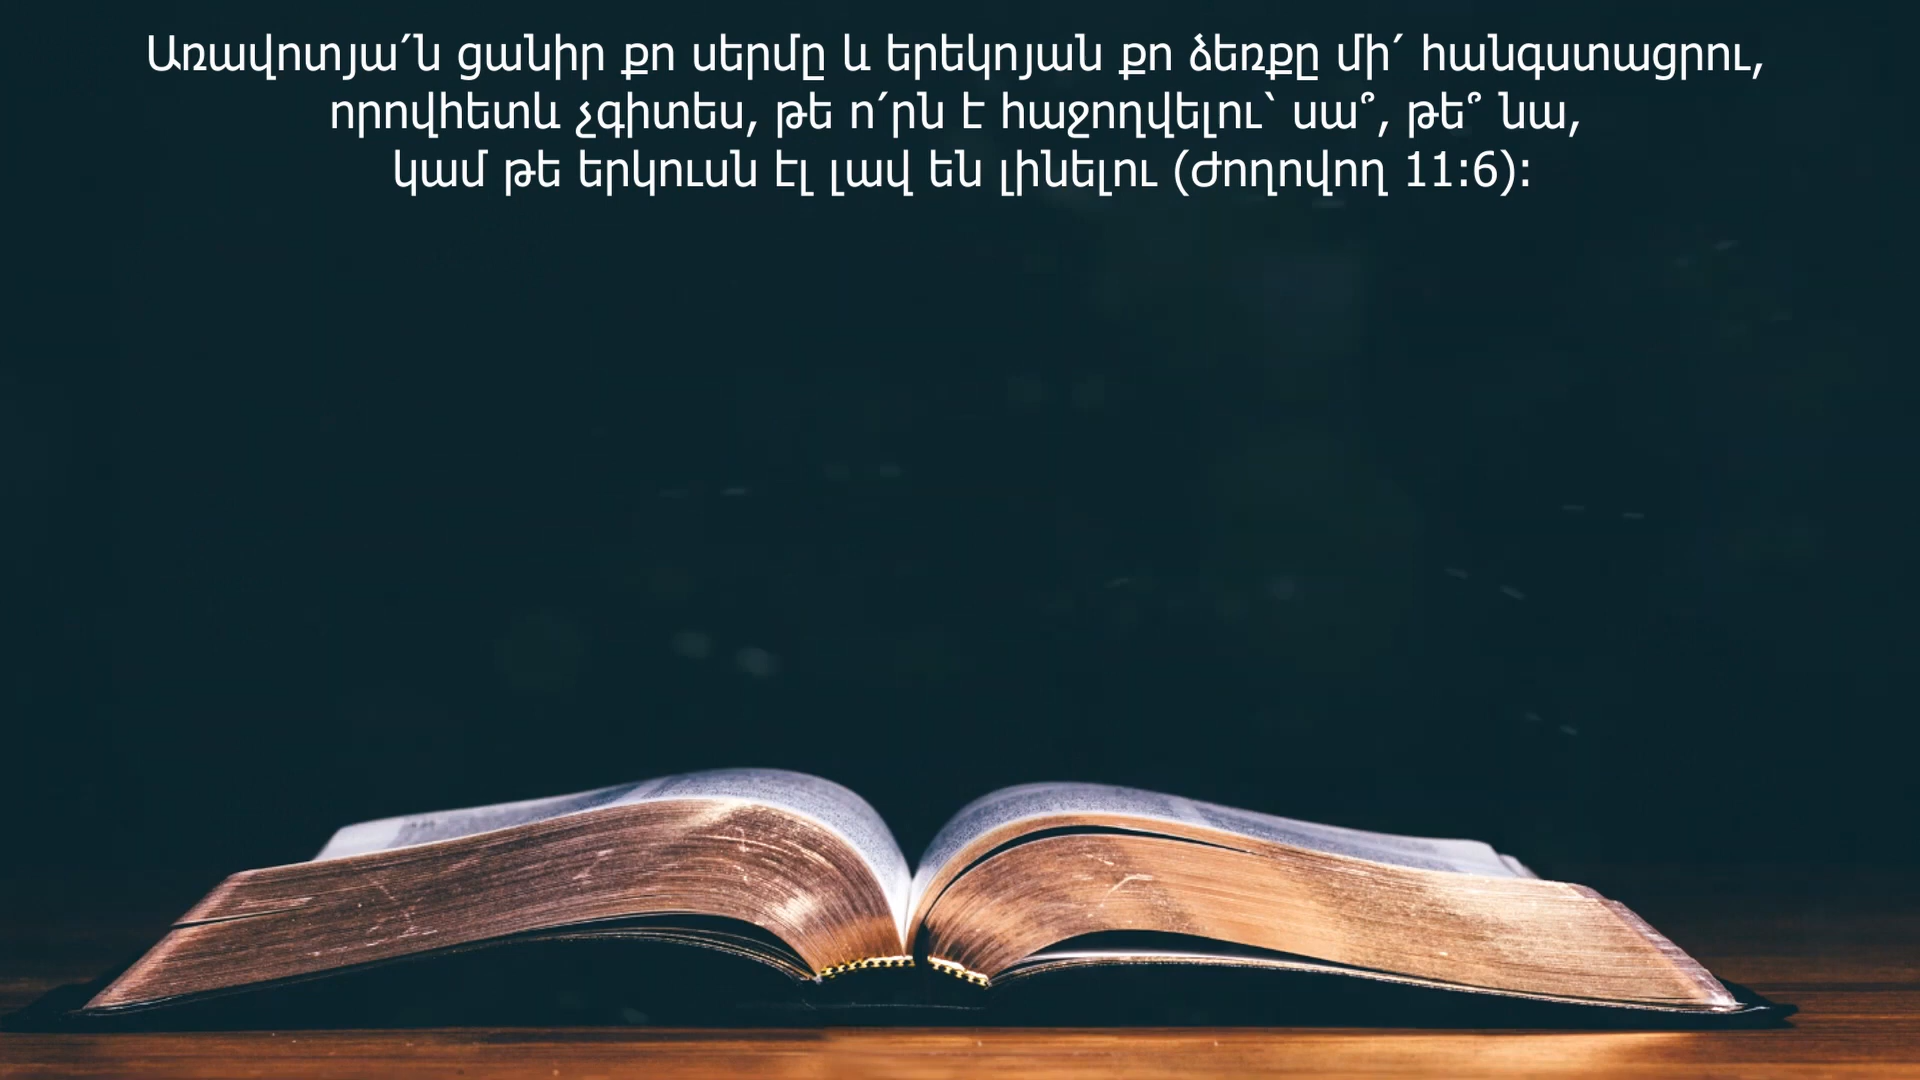 Առավոտյա՛ն ցանիր քո սերմը և երեկոյան քո ձեռքը մի՛ հանգստացրու,
որովհետև չգիտես, թե ո՛րն է հաջողվելու՝ սա՞, թե՞ նա,
կամ թե երկուսն էլ լավ են լինելու (Ժողովող 11:6):